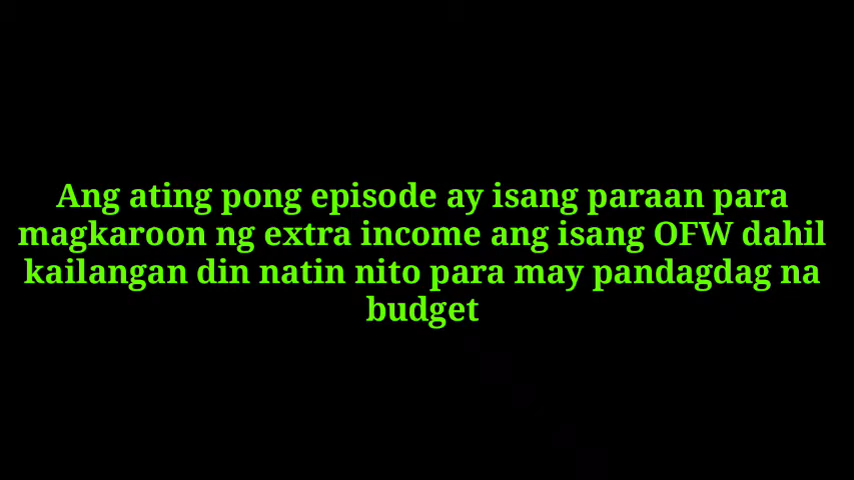 Ang ating pong episode ay isang paraan para
magkaroon ng extra income ang isang OFW dahil
kailangan din natin nito para may pandagdag na
budget